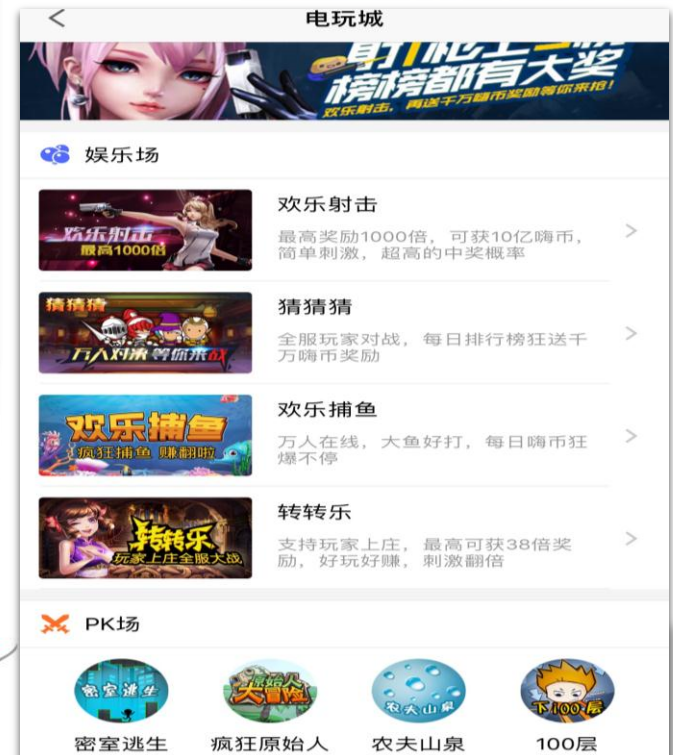 电玩城
榜榜都有大奖
欢乐射击，再送千万嗨币奖励等你来抢！
娱乐场
欢乐射击
最高1000倍
欢乐射击
最高奖励1000倍，可获10亿嗨币，
简单刺激，超高的中奖概率
猜猜猜
万人对决 等你来战
猜猜猜
全服玩家对战，每日排行榜狂送千
万嗨币奖励
欢乐捕鱼
疯狂捕鱼 赚翻啦
欢乐捕鱼
万人在线，大鱼好打，每日嗨币狂
爆不停
转转乐
玩家上庄全服大战
转转乐
支持玩家上庄，最高可获38倍奖
励，好玩好赚，刺激翻倍
PK场
密室逃生
原始人
大冒险
农夫山泉
下100层
密室逃生
疯狂原始人
农夫山泉
100层